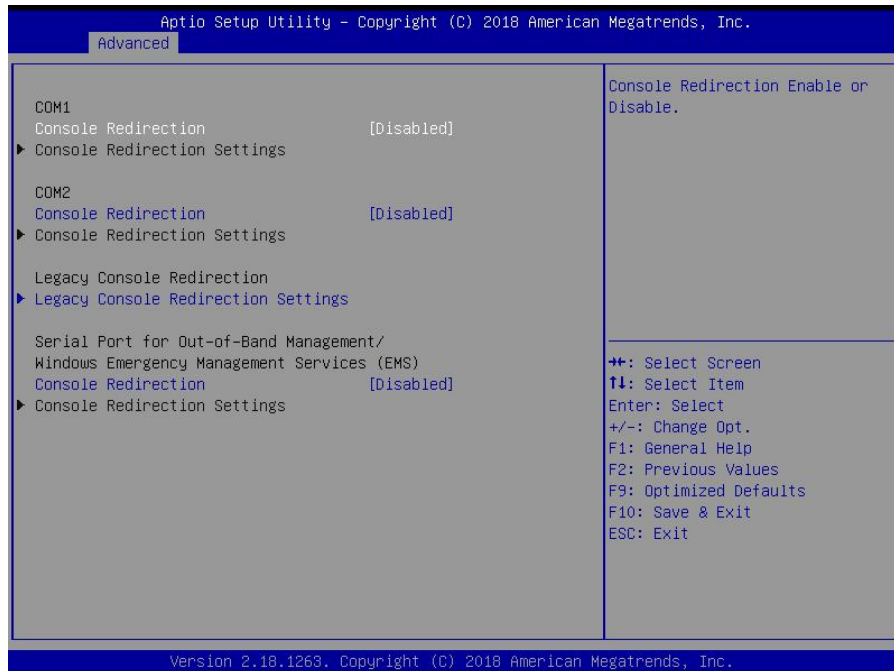 Aptio Setup Utility – Copyright (C) 2018 American Megatrends, Inc.
Advanced
COM1
Console Redirection [Disabled]
▶ Console Redirection Settings
COM2
Console Redirection [Disabled]
▶ Console Redirection Settings
Legacy Console Redirection
▶ Legacy Console Redirection Settings
Serial Port for Out-of-Band Management/
Windows Emergency Management Services (EMS)
Console Redirection [Disabled]
▶ Console Redirection Settings
Console Redirection Enable or
Disable.
→←: Select Screen
↑↓: Select Item
Enter: Select
+/-: Change Opt.
F1: General Help
F2: Previous Values
F9: Optimized Defaults
F10: Save & Exit
ESC: Exit
Version 2.18.1263. Copyright (C) 2018 American Megatrends, Inc.